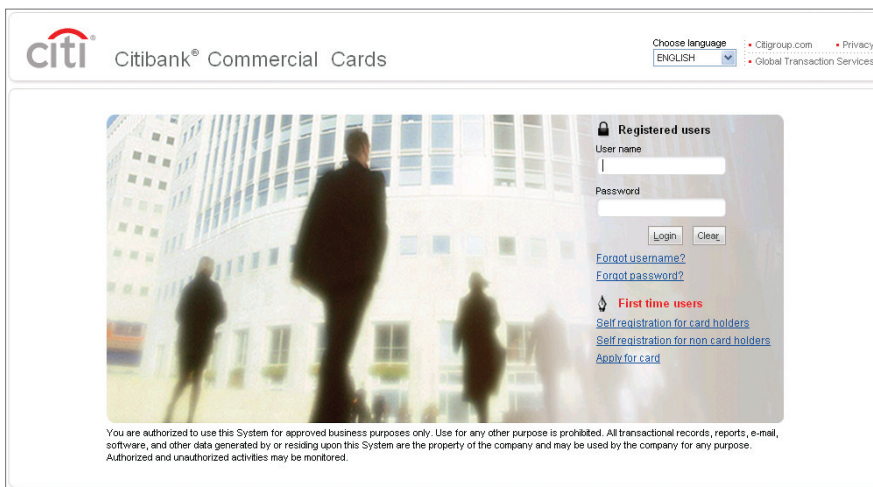 citi®
Citibank® Commercial Cards
Choose language
ENGLISH
Citigroup.com
Privacy
Global Transaction Services
Registered users
User name
Password
Login Clear
Forgot username?
Forgot password?
First time users
Self registration for card holders
Self registration for non card holders
Apply for card
You are authorized to use this System for approved business purposes only. Use for any other purpose is prohibited. All transactional records, reports, e-mail,
software, and other data generated by or residing upon this System are the property of the company and may be used by the company for any purpose.
Authorized and unauthorized activities may be monitored.